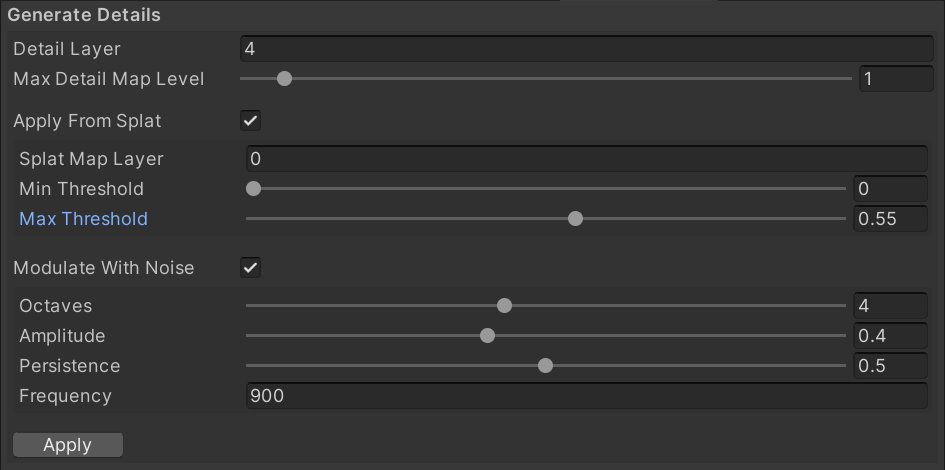 Generate Details
Detail Layer 4
Max Detail Map Level 1
Apply From Splat
Splat Map Layer 0
Min Threshold 0
Max Threshold 0.55
Modulate With Noise
Octaves 4
Amplitude 0.4
Persistence 0.5
Frequency 900
Apply